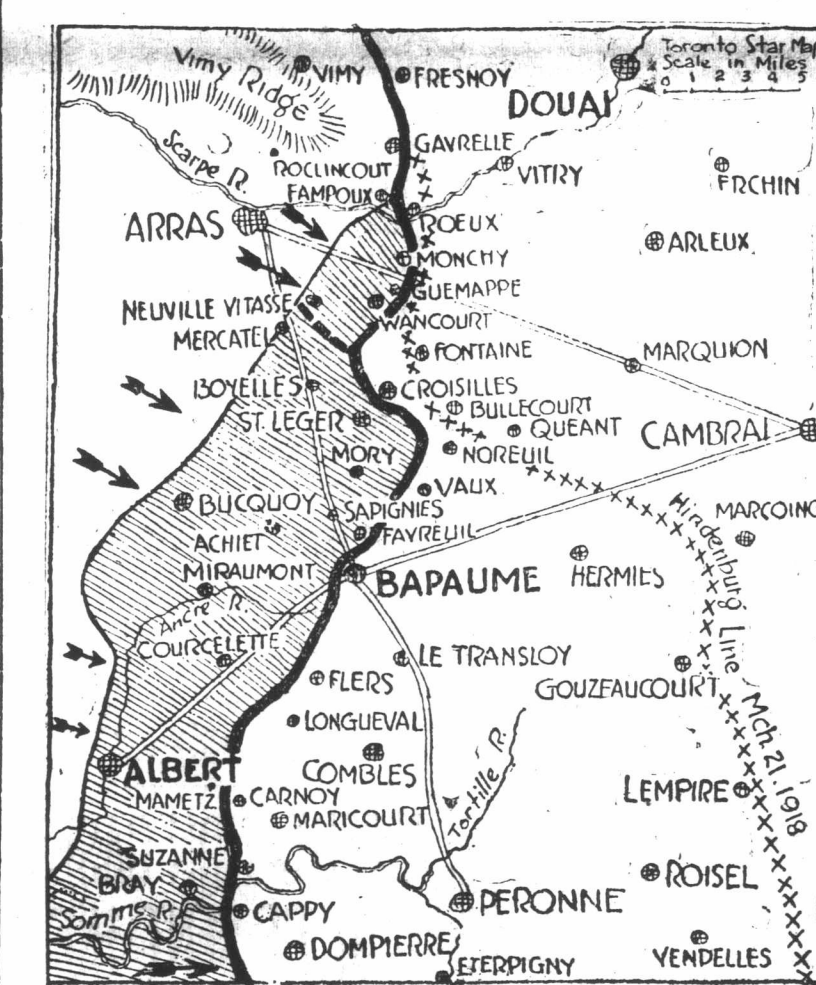 Toronto Star Map
Scale in Miles
0 1 2 3 4 5
Vimy Ridge
VIMY
FRESNOY
DOUAI
GAVRELLE
Scarpe R.
ROCLINCOURT
VITRY
FRCHIN
FAMPOUX
ARRAS
ROEUX
ARLEUX
MONCHY
GUEMAPPE
NEUVILLE VITASSE
WANCOURT
MERCATEL
FONTAINE
MARQUION
BOYELLES
CROISILLES
BULLECOURT
ST. LEGER
QUEANT
CAMBRAI
MORY
NOREUIL
VAUX
BUCQUOY
SAPIGNIES
MARCOING
ACHIET
FAVREUIL
Hindenburg Line Mch. 21. 1918
MIRAUMONT
BAPAUME
HERMIES
Ancre R.
COURCELETTE
LE TRANSLOY
FLERS
GOUZEAUCOURT
LONGUEVAL
ALBERT
COMBLES
Tortille R.
LEMPIRE
MAMETZ
CARNOY
MARICOURT
SUZANNE
BRAY
ROISEL
PERONNE
Somme R.
CAPPY
DOMPIERRE
VENDELLES
ETERPIGNY